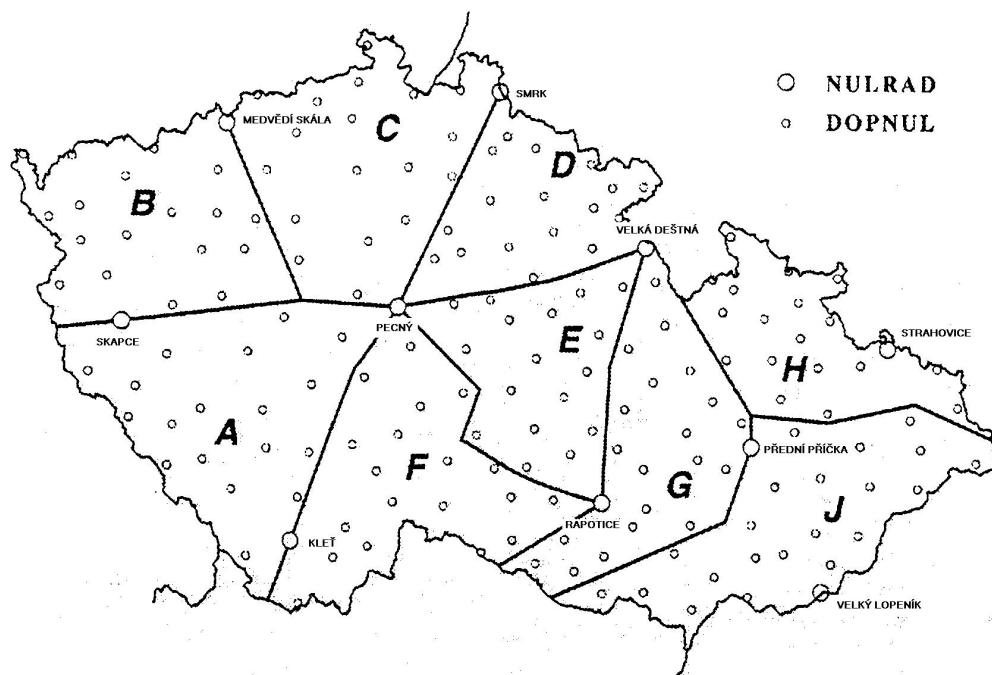 SMRK
NULRAD
MEDVĚDÍ SKÁLA
C
DOPNUL
D
B
VELKÁ DEŠTNÁ
PECNÝ
SKAPCE
E
STRAHOVICE
H
A
PŘEDNÍ PŘÍČKA
F
G
J
RAPOTICE
KLEŤ
VELKÝ LOPENÍK